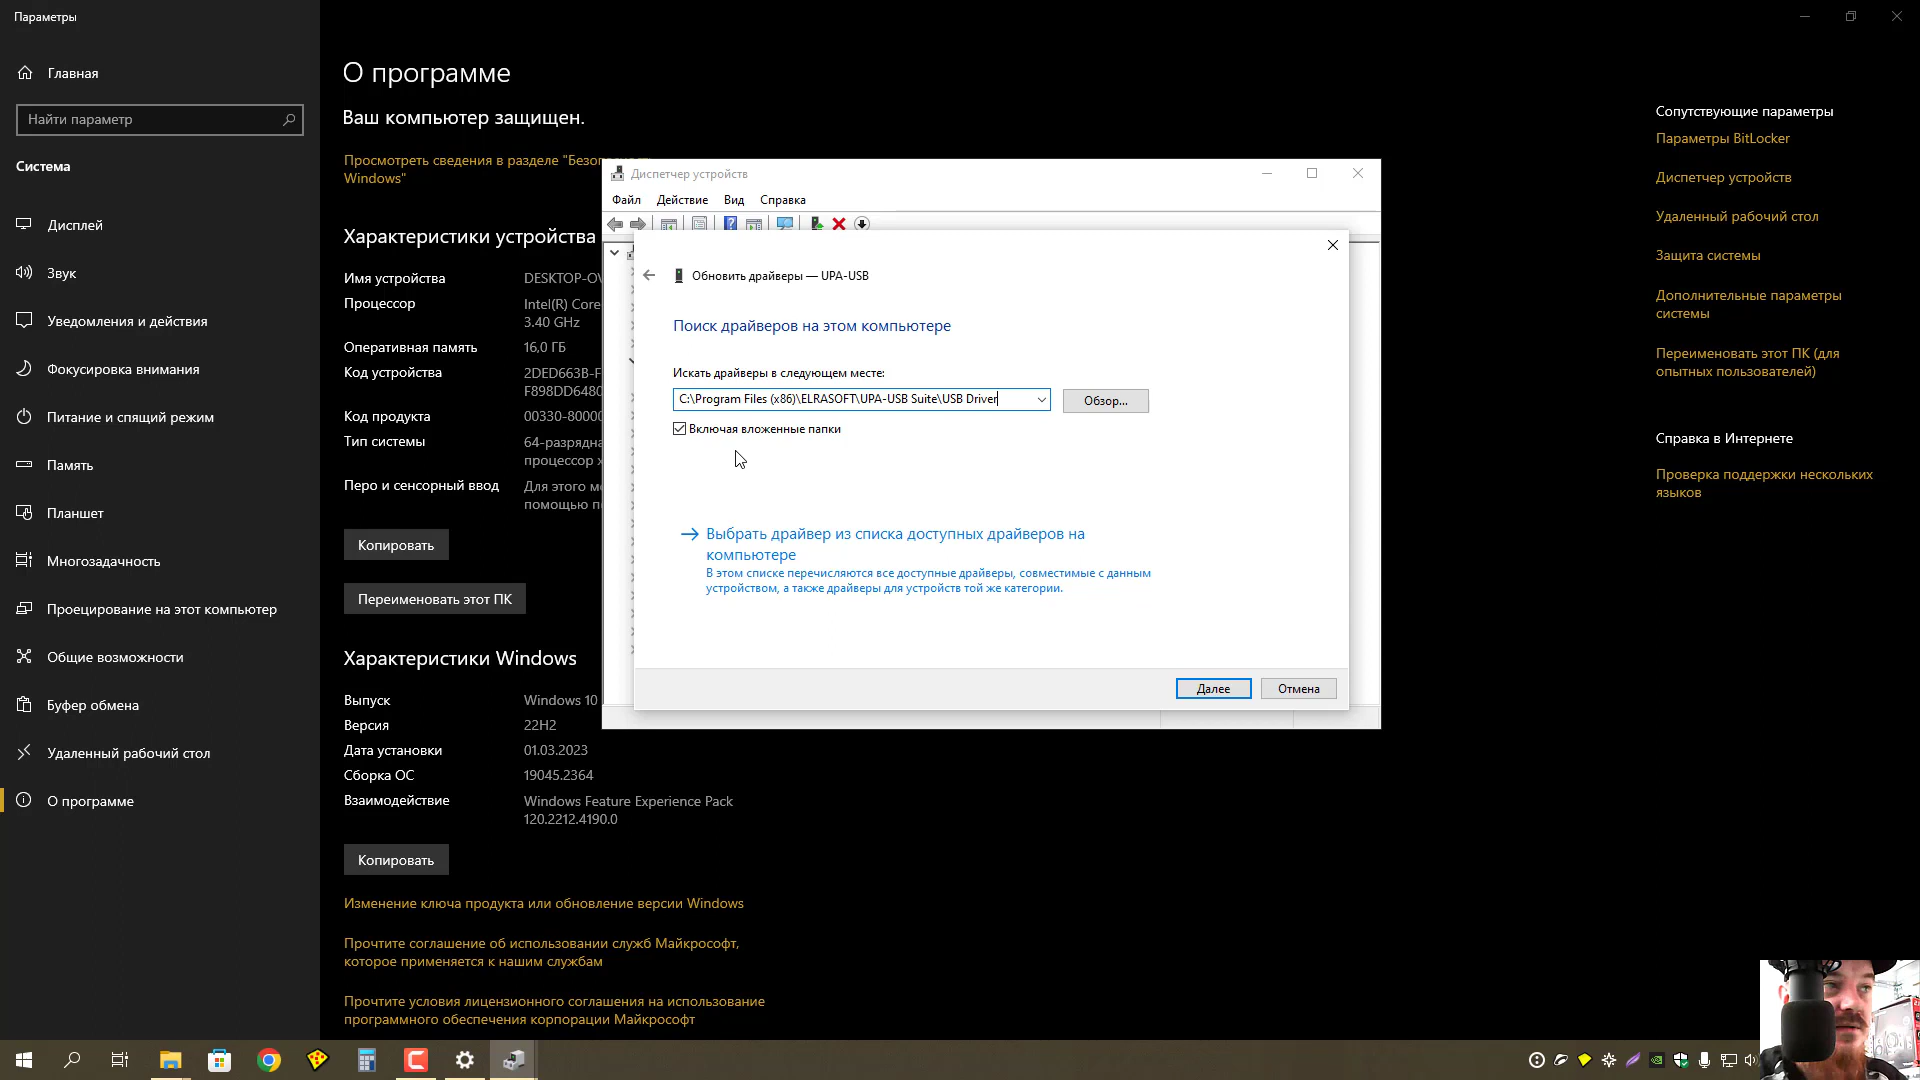 Параметры
Главная
Найти параметр
Система
Дисплей
Звук
Уведомления и действия
Фокусировка внимания
Питание и спящий режим
Память
Планшет
Многозадачность
Проецирование на этот компьютер
Общие возможности
Буфер обмена
Удаленный рабочий стол
О программе
О программе
Ваш компьютер защищен.
Просмотреть сведения в разделе "Безопасность
Windows"
Характеристики устройства
Имя устройства DESKTOP-OV
Процессор Intel(R) Core
3.40 GHz
Оперативная память 16,0 ГБ
Код устройства 2DED663B-F
F898DD6480
Код продукта 00330-80000
Тип системы 64-разрядна
процессор x
Перо и сенсорный ввод Для этого мо
помощью п
Копировать
Переименовать этот ПК
Характеристики Windows
Выпуск Windows 10
Версия 22H2
Дата установки 01.03.2023
Сборка ОС 19045.2364
Взаимодействие Windows Feature Experience Pack
120.2212.4190.0
Копировать
Изменение ключа продукта или обновление версии Windows
Прочтите соглашение об использовании служб Майкрософт,
которое применяется к нашим службам
Прочтите условия лицензионного соглашения на использование
программного обеспечения корпорации Майкрософт
Диспетчер устройств
Файл Действие Вид Справка
Обновить драйверы — UPA-USB
Поиск драйверов на этом компьютере
Искать драйверы в следующем месте:
C:\Program Files (x86)\ELRASOFT\UPA-USB Suite\USB Driver
Обзор...
Включая вложенные папки
Выбрать драйвер из списка доступных драйверов на
компьютере
В этом списке перечисляются все доступные драйверы, совместимые с данным
устройством, а также драйверы для устройств той же категории.
Далее Отмена
Сопутствующие параметры
Параметры BitLocker
Диспетчер устройств
Удаленный рабочий стол
Защита системы
Дополнительные параметры
системы
Переименовать этот ПК (для
опытных пользователей)
Справка в Интернете
Проверка поддержки нескольких
языков